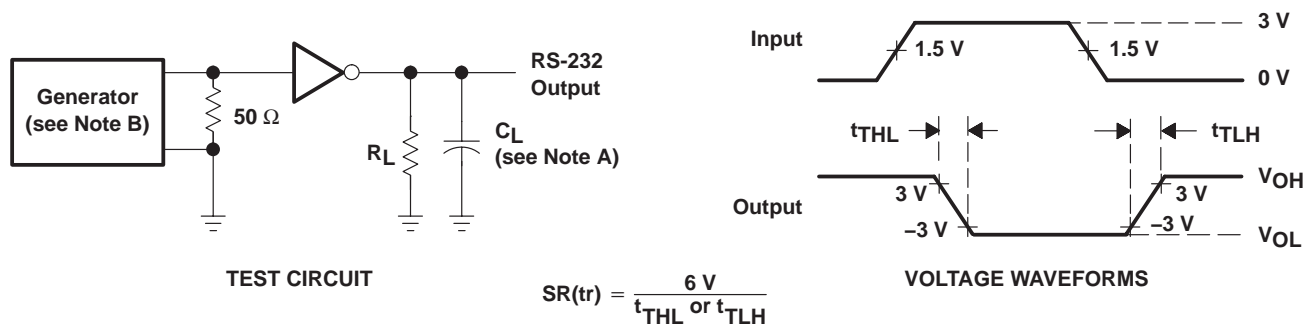 Generator
(see Note B)
50 Ω
RS-232
Output
RL
CL
(see Note A)
TEST CIRCUIT
Input
1.5 V
1.5 V
3 V
0 V
tTHL
tTLH
Output
3 V
–3 V
3 V
–3 V
VOH
VOL
VOLTAGE WAVEFORMS
SR(tr) = 6 V
tTHL or tTLH